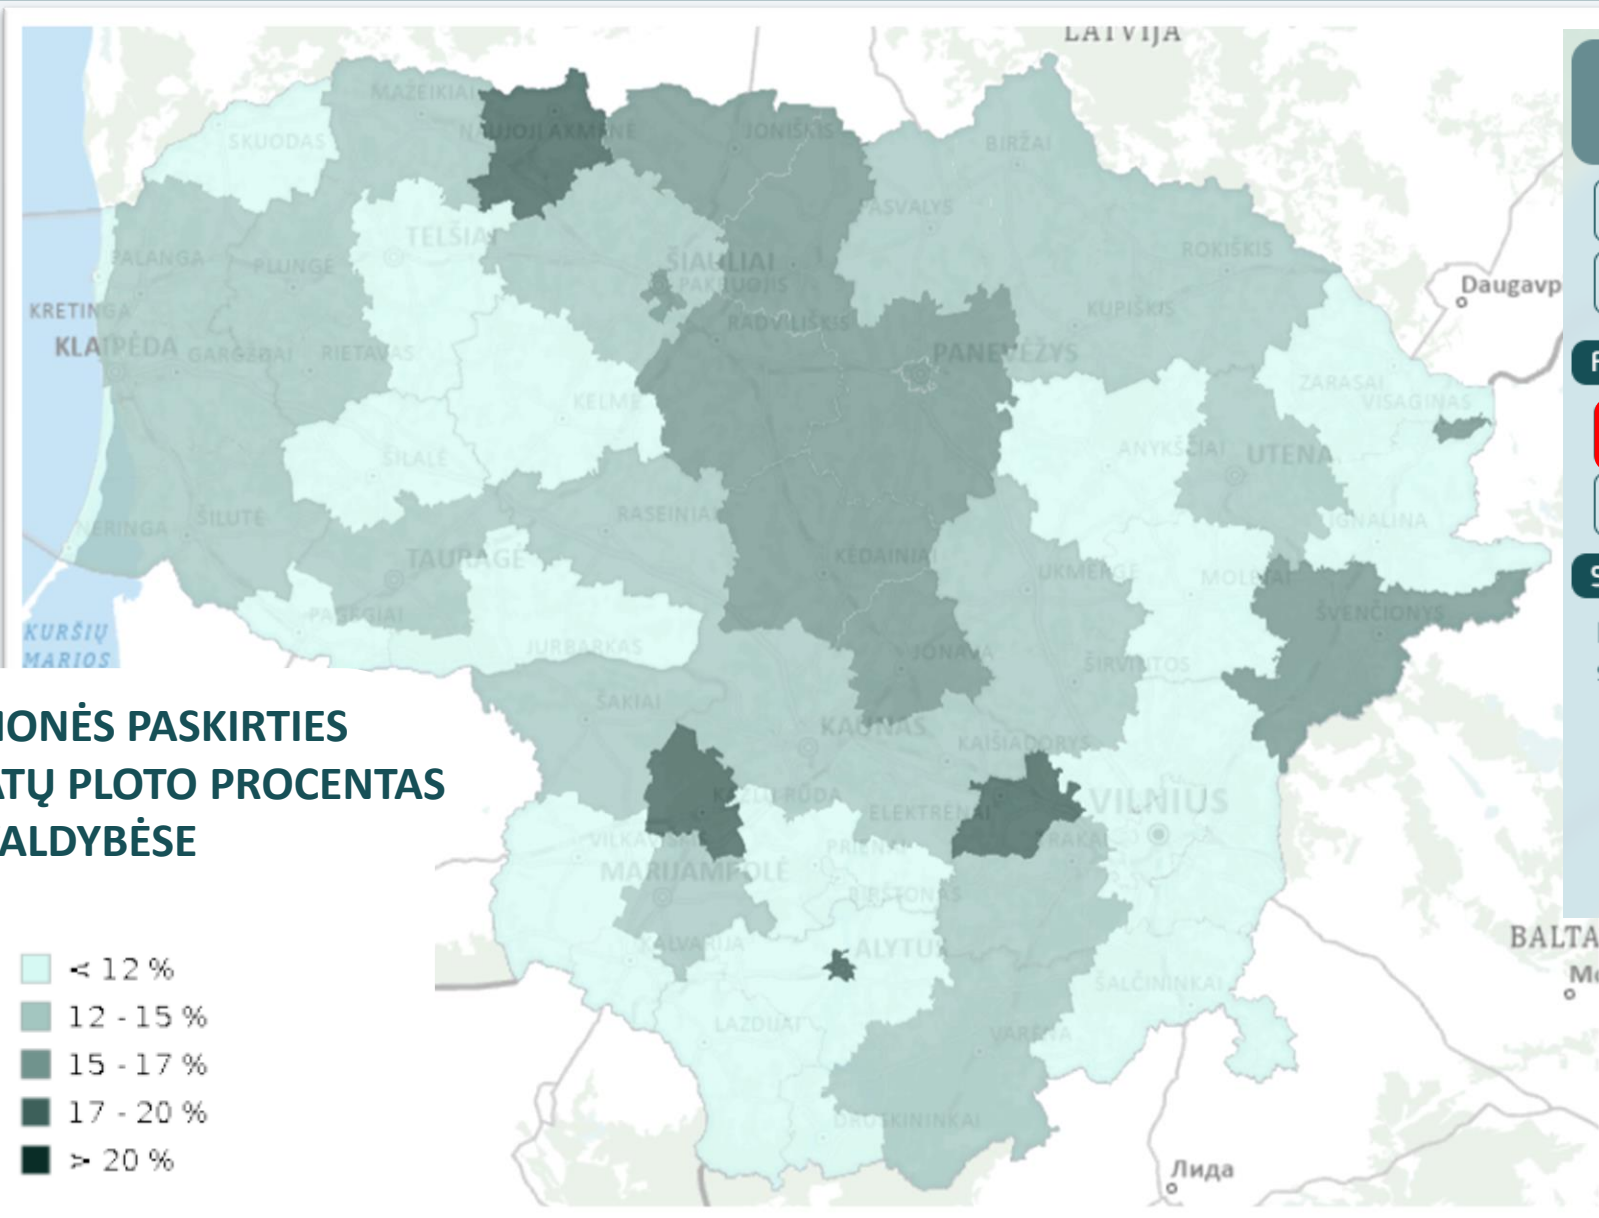 LATVIJA
MAŽEIKIAI
SKUODAS
NAUJOJI AKMENĖ
JONIŠKIS
BIRŽAI
PASVALYS
TELŠIAI
ROKIŠKIS
PALANGA
PLUNGĖ
ŠIAULIAI
PAKRUOJIS
Daugavp
KRETINGA
KUPIŠKIS
RADVILIŠKIS
KLAIPĖDA
GARGŽDAI
RIETAVAS
PANEVĖŽYS
F
ZARASAI
VISAGINAS
KELMĖ
ŠILALĖ
ANYKŠČIAI
UTENA
NERINGA
ŠILUTĖ
RASEINIAI
IGNALINA
TAURAGĖ
KĖDAINIAI
UKMERGĖ
MOLĖTAI
S
PAGĖGIAI
ŠVENČIONYS
KURŠIŲ
MARIOS
JURBARKAS
JONAVA
ŠIRVINTOS
ŠAKIAI
KAUNAS
KAIŠIADORYS
IONĖS PASKIRTIES
ATŲ PLOTO PROCENTAS
ALDYBĖSE
KAZLŲ RŪDA
ELEKTRĖNAI
VILNIUS
VILKAVIŠKIS
PRIENAI
TRAKAI
MARIJAMPOLĖ
BIRŠTONAS
KALVARIJA
ALYTUS
BALTA
ŠALČININKAI
Mo
LAZDIJAI
VARĖNA
DRUSKININKAI
Лида
< 12 %
12 - 15 %
15 - 17 %
17 - 20 %
> 20 %